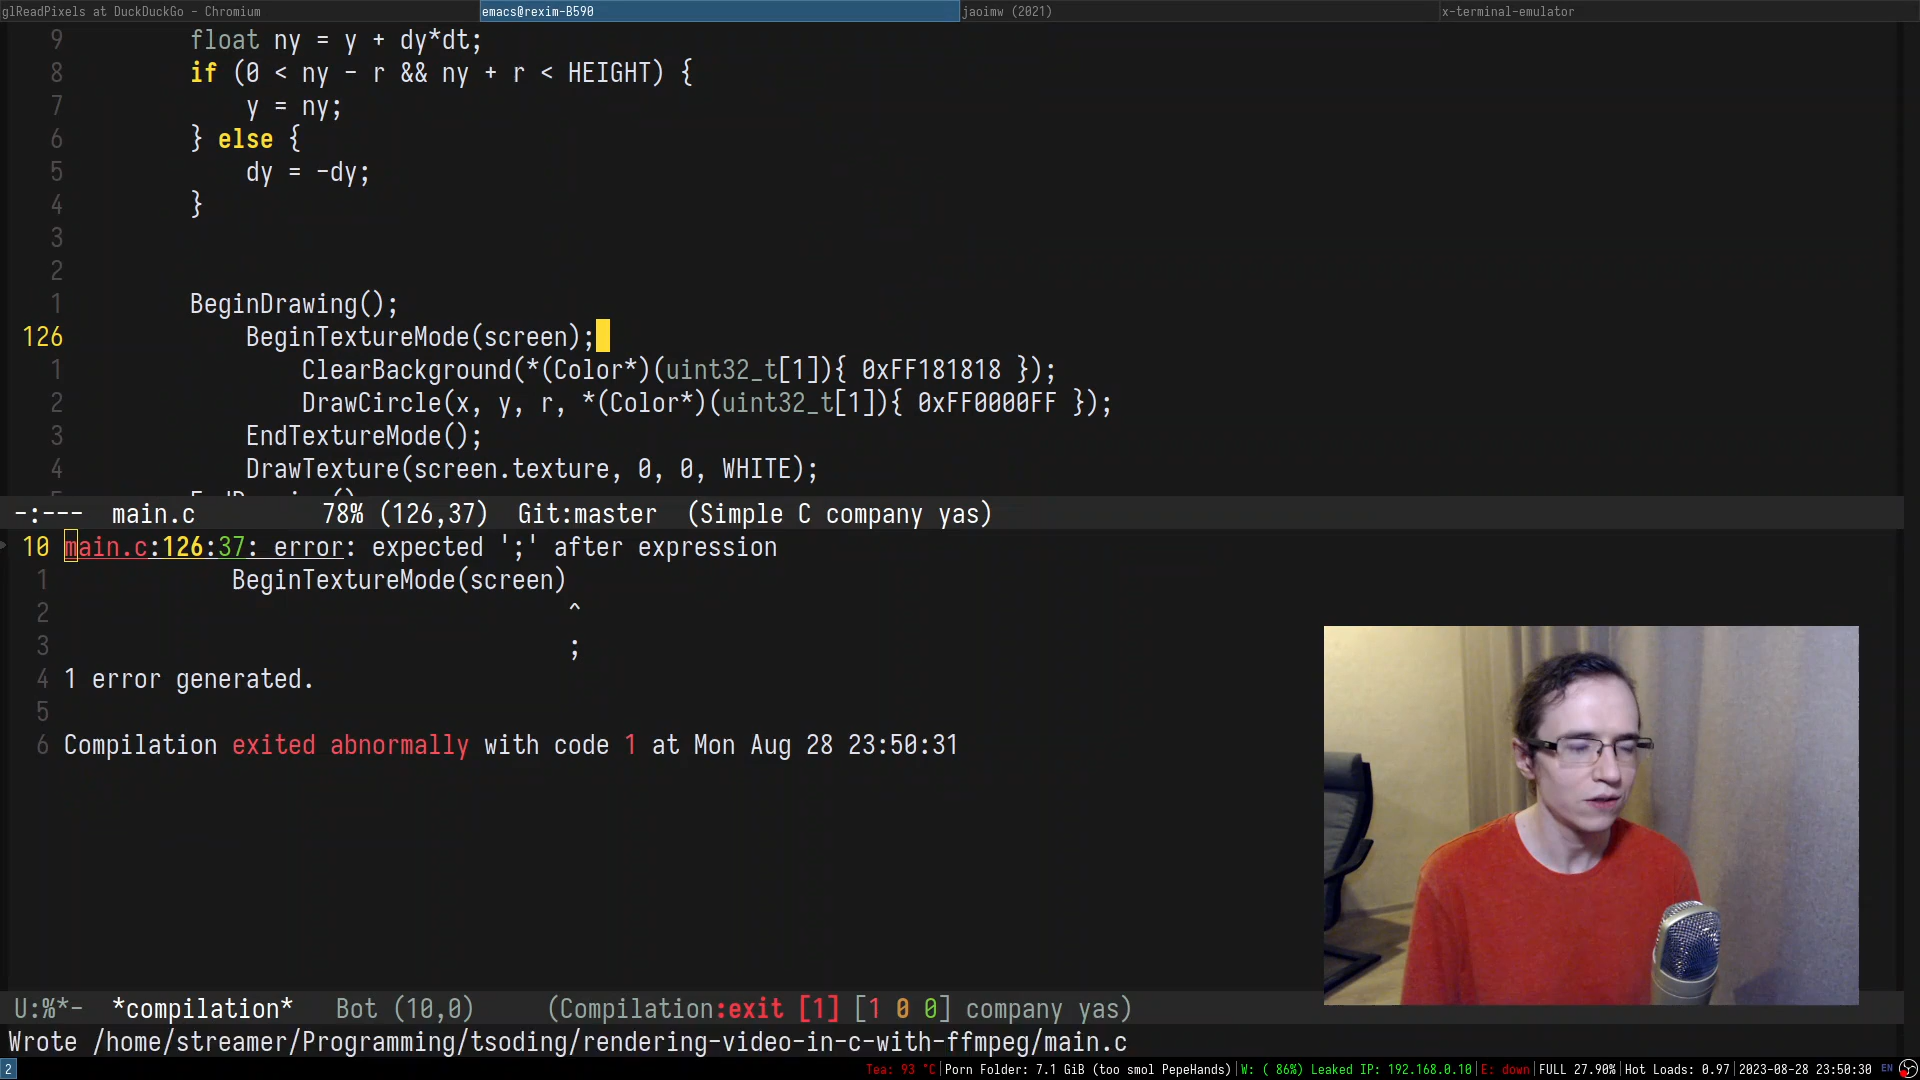 glReadPixels at DuckDuckGo - Chromium
emacs@rexim-B590
jaoimw (2021)
x-terminal-emulator
9 float ny = y + dy*dt;
8 if (0 < ny - r && ny + r < HEIGHT) {
7 y = ny;
6 } else {
5 dy = -dy;
4 }
3
2
1 BeginDrawing();
126 BeginTextureMode(screen);
1 ClearBackground(*(Color*)(uint32_t[1]){ 0xFF181818 });
2 DrawCircle(x, y, r, *(Color*)(uint32_t[1]){ 0xFF0000FF });
3 EndTextureMode();
4 DrawTexture(screen.texture, 0, 0, WHITE);
-:--- main.c 78% (126,37) Git:master (Simple C company yas)
10 main.c:126:37: error: expected ';' after expression
1 BeginTextureMode(screen)
2 ^
3 ;
4 1 error generated.
5
6 Compilation exited abnormally with code 1 at Mon Aug 28 23:50:31
U:%*- *compilation* Bot (10,0) (Compilation:exit [1] [1 0 0] company yas)
Wrote /home/streamer/Programming/tsoding/rendering-video-in-c-with-ffmpeg/main.c
2 Tea: 93 °C|Porn Folder: 7.1 GiB (too smol PepeHands)|W: ( 86%) Leaked IP: 192.168.0.10|E: down|FULL 27.90%|Hot Loads: 0.97|2023-08-28 23:50:30 EN